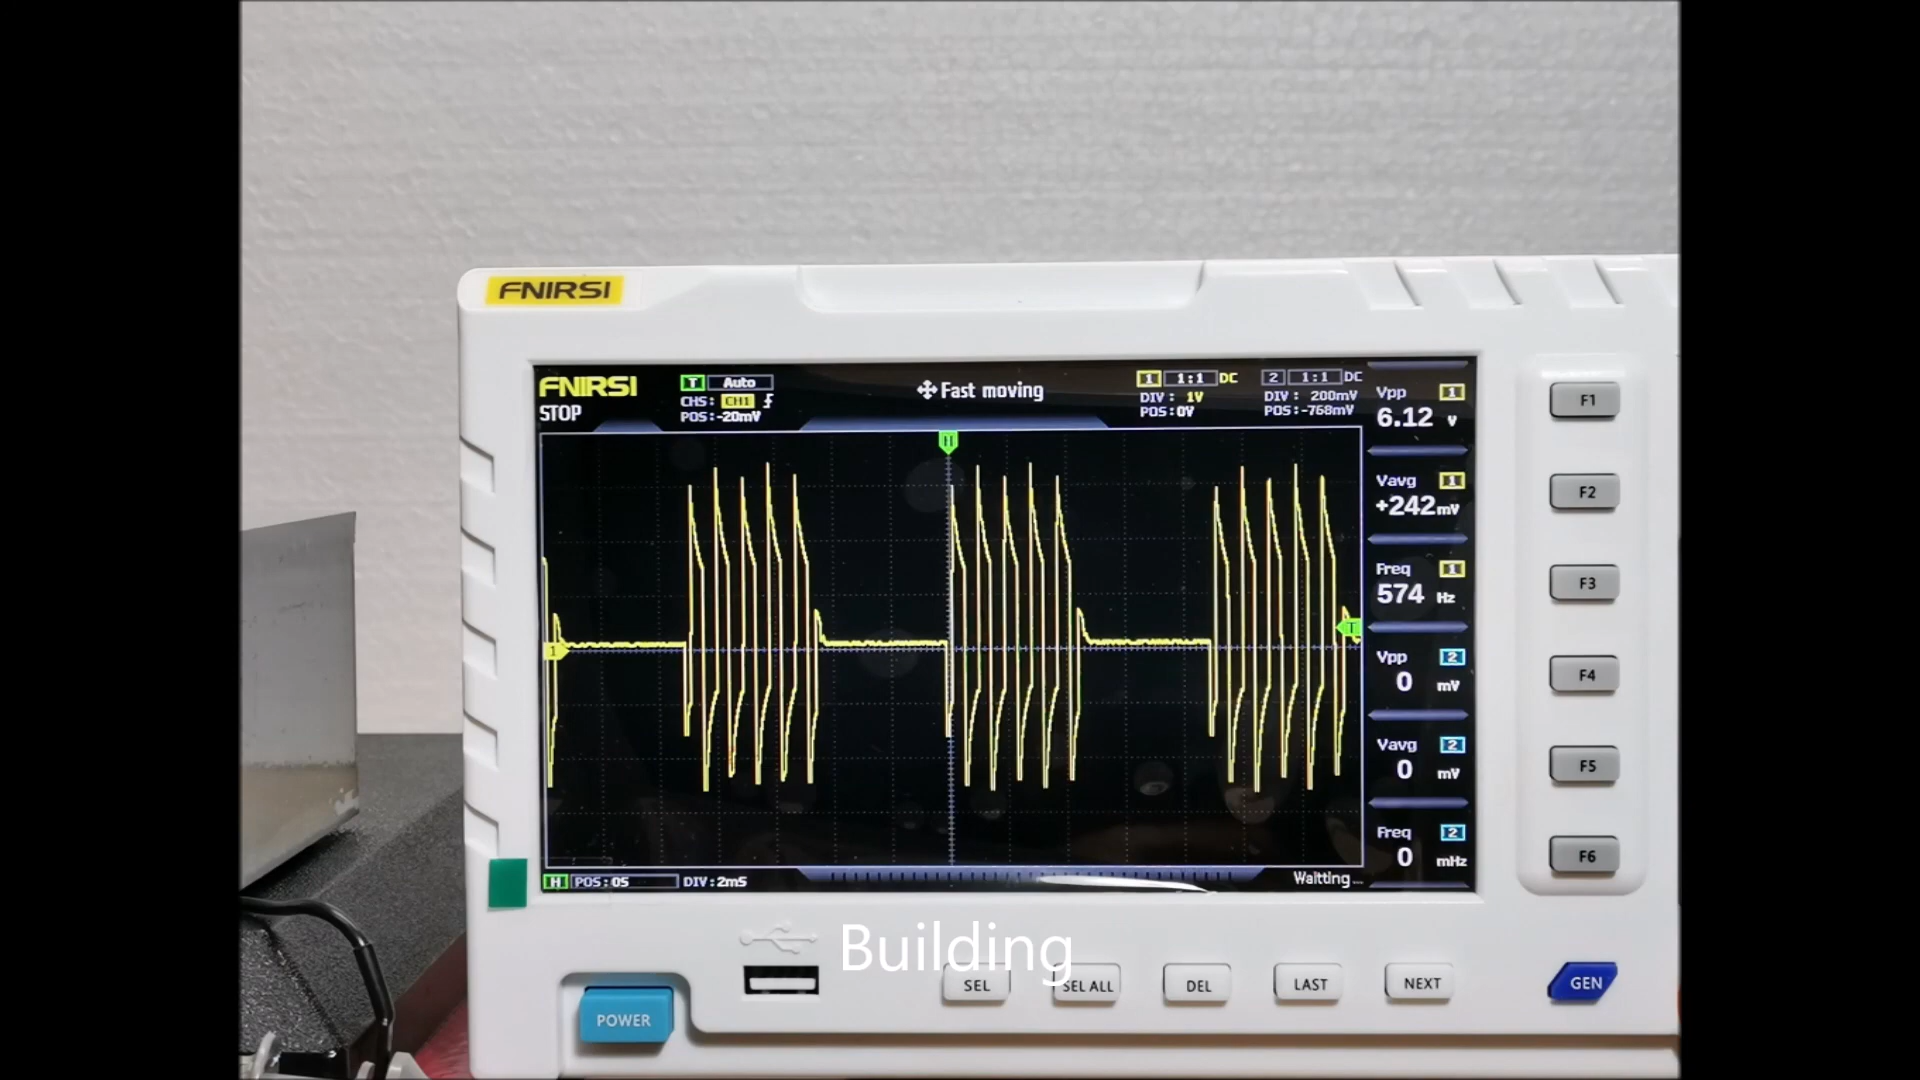 FNIRSI
FNIRSI
STOP
T Auto
CHS: CH1
POS:-20mV
Fast moving
1 1:1 DC
DIV: 1V
POS:0V
2 1:1 DC
DIV: 200mV
POS:-768mV
H
1
T
Vpp 1
6.12 V
Vavg 1
+242mV
Freq 1
574 Hz
Vpp 2
0 mV
Vavg 2
0 mV
Freq 2
0 mHz
H POS:0S DIV:2mS
Waitting...
F1
F2
F3
F4
F5
F6
Building
POWER
SEL
SEL ALL
DEL
LAST
NEXT
GEN